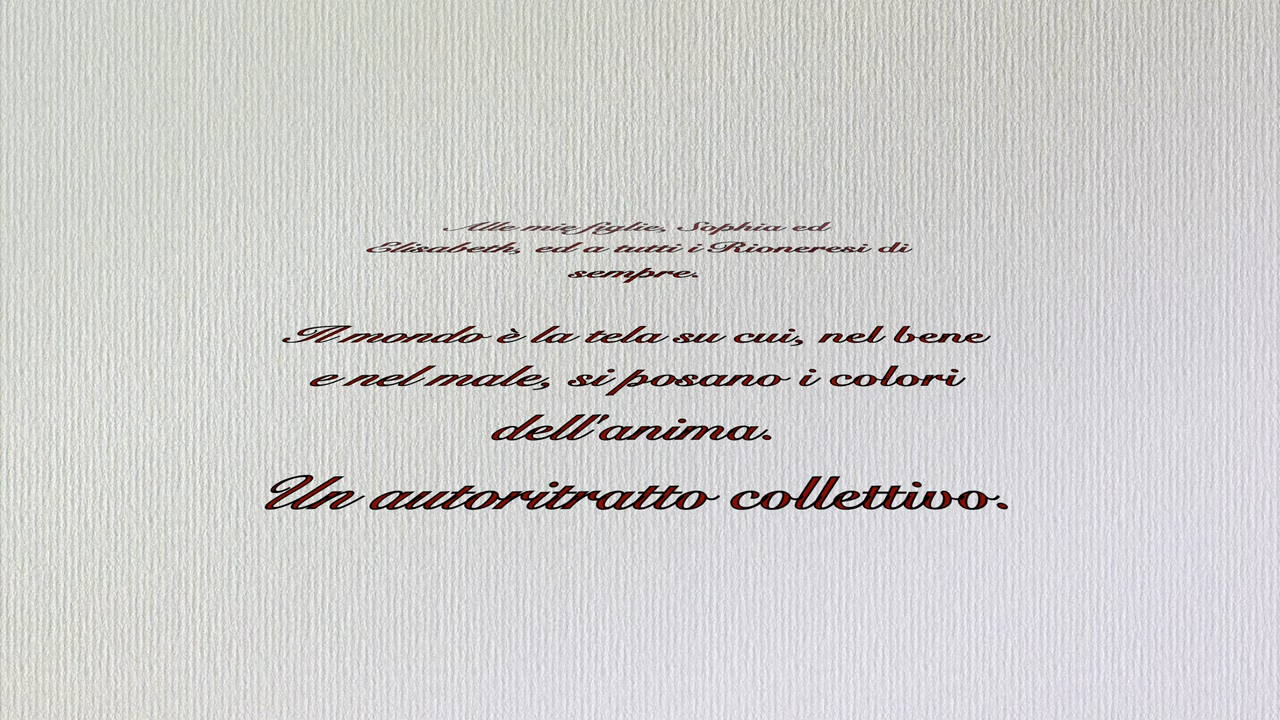 Alle mie figlie, Sophia ed
Elisabeth, ed a tutti i Rioneresi di
sempre.
Il mondo è la tela su cui, nel bene
e nel male, si posano i colori
dell'anima.
Un autoritratto collettivo.